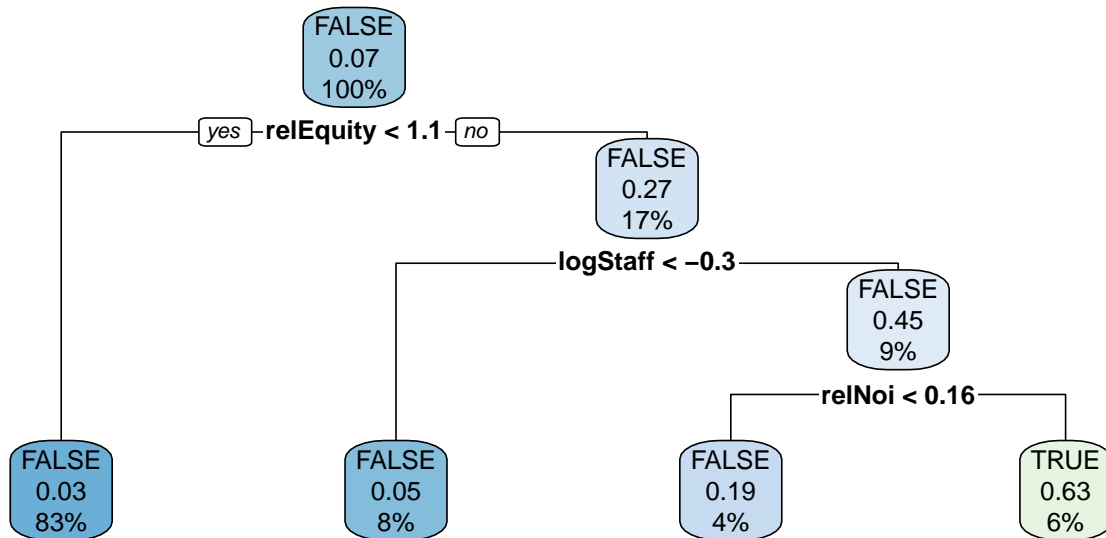 FALSE
0.07
100%
yes relEquity < 1.1 no
FALSE
0.27
17%
logStaff < −0.3
FALSE
0.45
9%
relNoi < 0.16
FALSE
0.03
83%
FALSE
0.05
8%
FALSE
0.19
4%
TRUE
0.63
6%